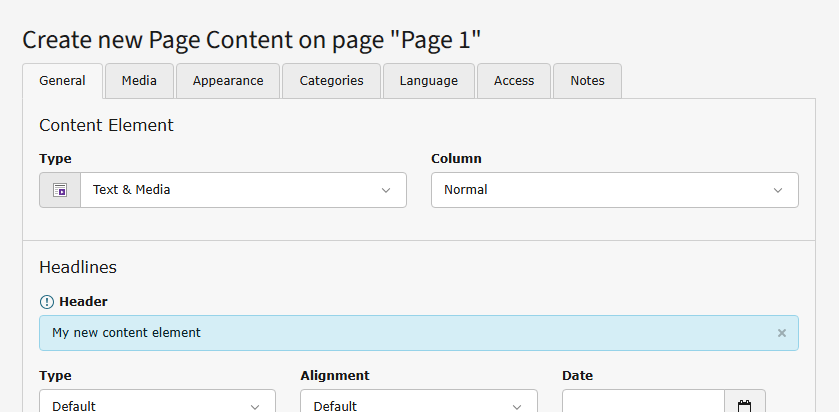 Create new Page Content on page "Page 1"
General Media Appearance Categories Language Access Notes
Content Element
Type Column
Text & Media Normal
Headlines
Header
My new content element
Type Alignment Date
Default Default